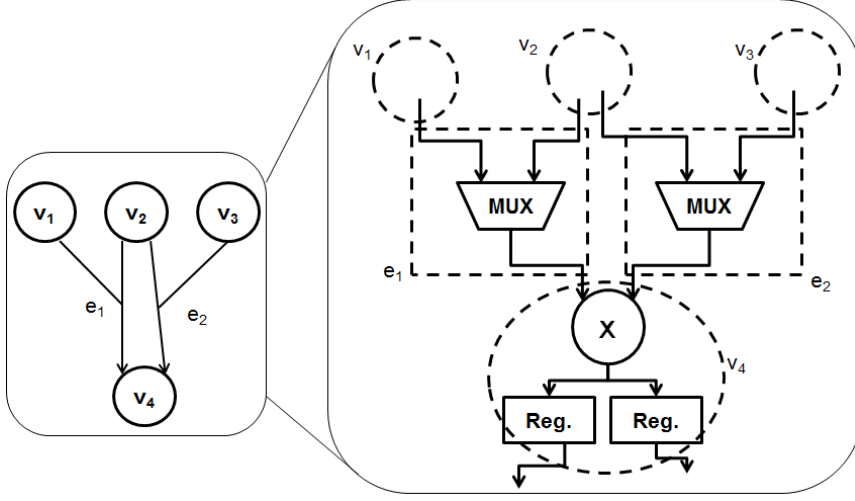 v₁
v₂
v₃
e₁
e₂
v₄
v₁
v₂
v₃
MUX
MUX
e₁
e₂
X
v₄
Reg.
Reg.